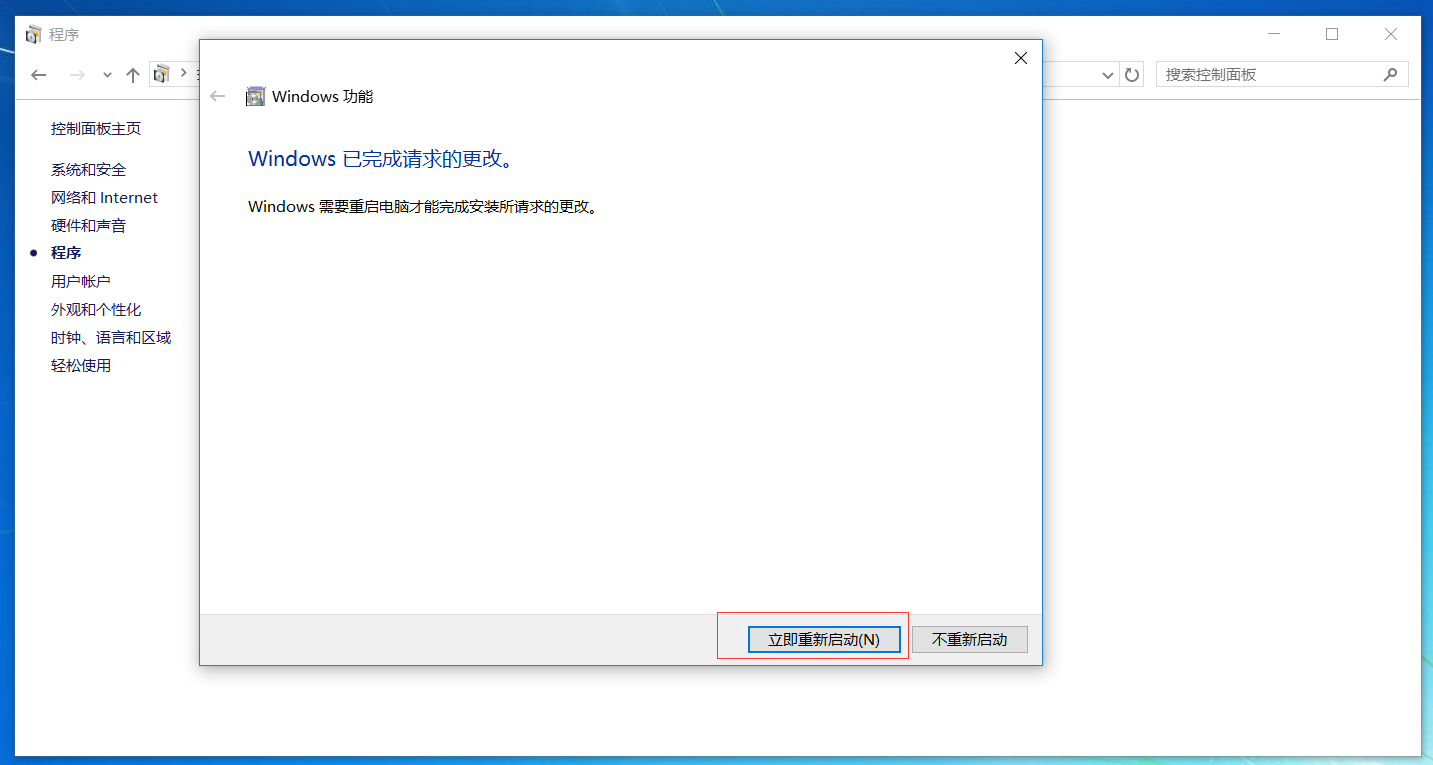 程序
搜索控制面板
控制面板主页
系统和安全
网络和 Internet
硬件和声音
程序
用户帐户
外观和个性化
时钟、语言和区域
轻松使用
Windows 功能
Windows 已完成请求的更改。
Windows 需要重启电脑才能完成安装所请求的更改。
立即重新启动(N)
不重新启动